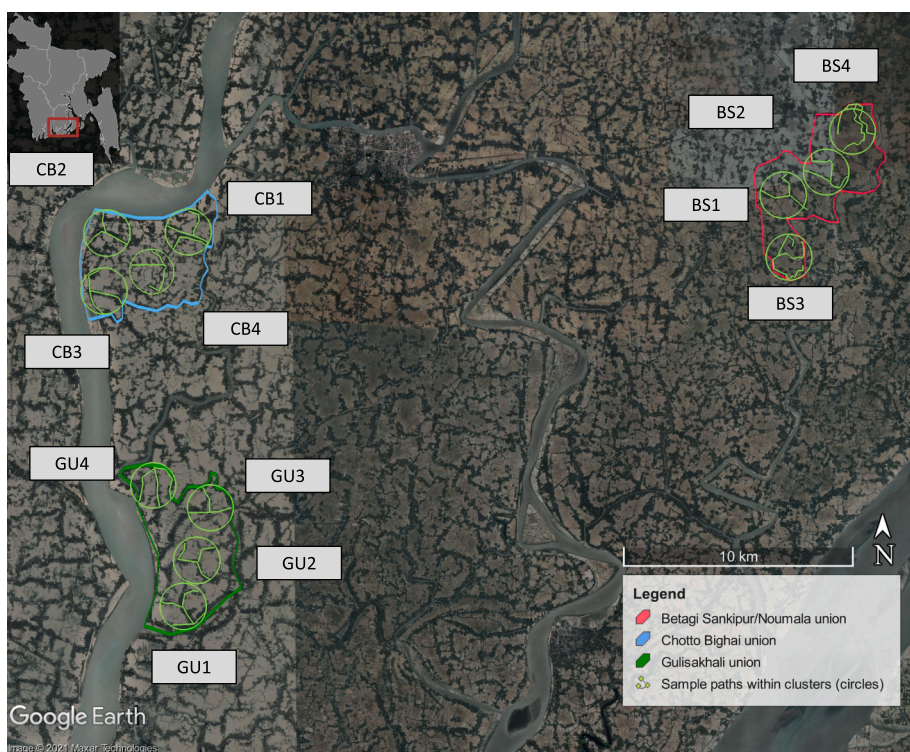 BS4
BS2
CB2
CB1
BS1
BS3
CB4
CB3
GU4
GU3
10 km
N
GU2
Legend
Betagi Sankipur/Noumala union
Chotto Bighai union
Gulisakhali union
Sample paths within clusters (circles)
GU1
Google Earth
Image © 2021 Maxar Technologies